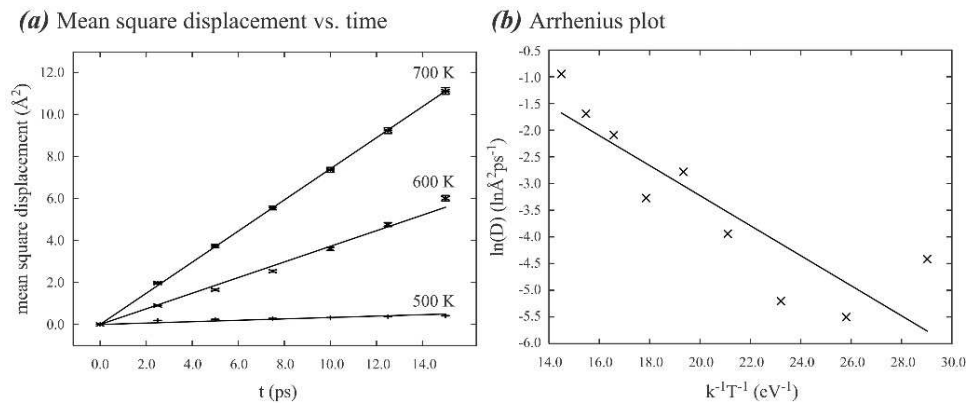 (a) Mean square displacement vs. time
12.0
10.0
8.0
6.0
4.0
2.0
0.0
mean square displacement (Å²)
700 K
600 K
500 K
0.0 2.0 4.0 6.0 8.0 10.0 12.0 14.0
t (ps)
(b) Arrhenius plot
-0.5
-1.0
-1.5
-2.0
-2.5
-3.0
-3.5
-4.0
-4.5
-5.0
-5.5
-6.0
ln(D) (lnÅ²ps⁻¹)
14.0 16.0 18.0 20.0 22.0 24.0 26.0 28.0 30.0
k⁻¹T⁻¹ (eV⁻¹)